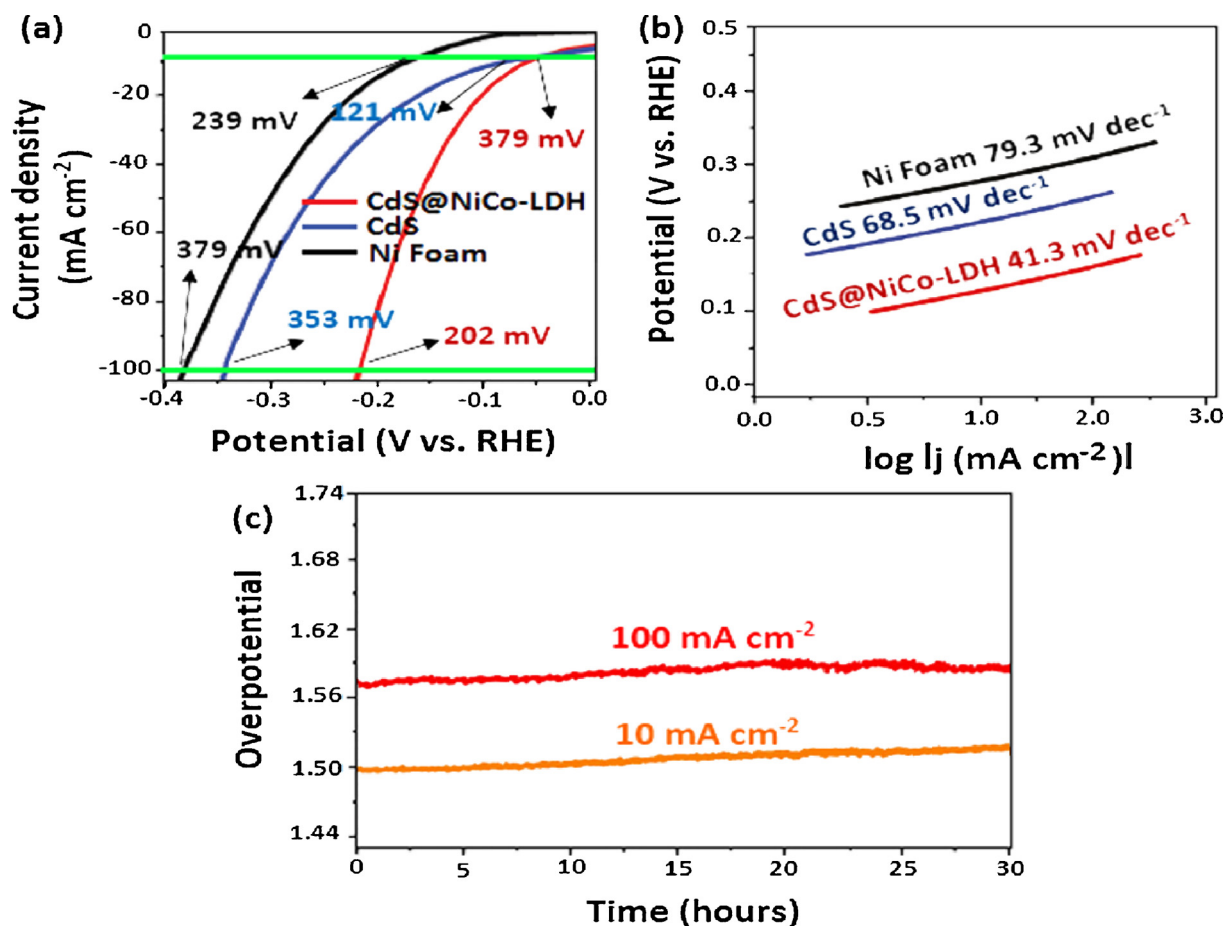 (a)
0
-20
-40
-60
-80
-100
-0.4
-0.3
-0.2
-0.1
0.0
Current density
(mA cm⁻²)
Potential (V vs. RHE)
239 mV
121 mV
379 mV
CdS@NiCo-LDH
CdS
Ni Foam
379 mV
353 mV
202 mV
(b)
0.5
0.4
0.3
0.2
0.1
0.0
0.0
0.5
1.0
2.0
3.0
Potential (V vs. RHE)
log |j (mA cm⁻²)|
Ni Foam 79.3 mV dec⁻¹
CdS 68.5 mV dec⁻¹
CdS@NiCo-LDH 41.3 mV dec⁻¹
(c)
1.74
1.68
1.62
1.56
1.50
1.44
0
5
10
15
20
25
30
Overpotential
Time (hours)
100 mA cm⁻²
10 mA cm⁻²